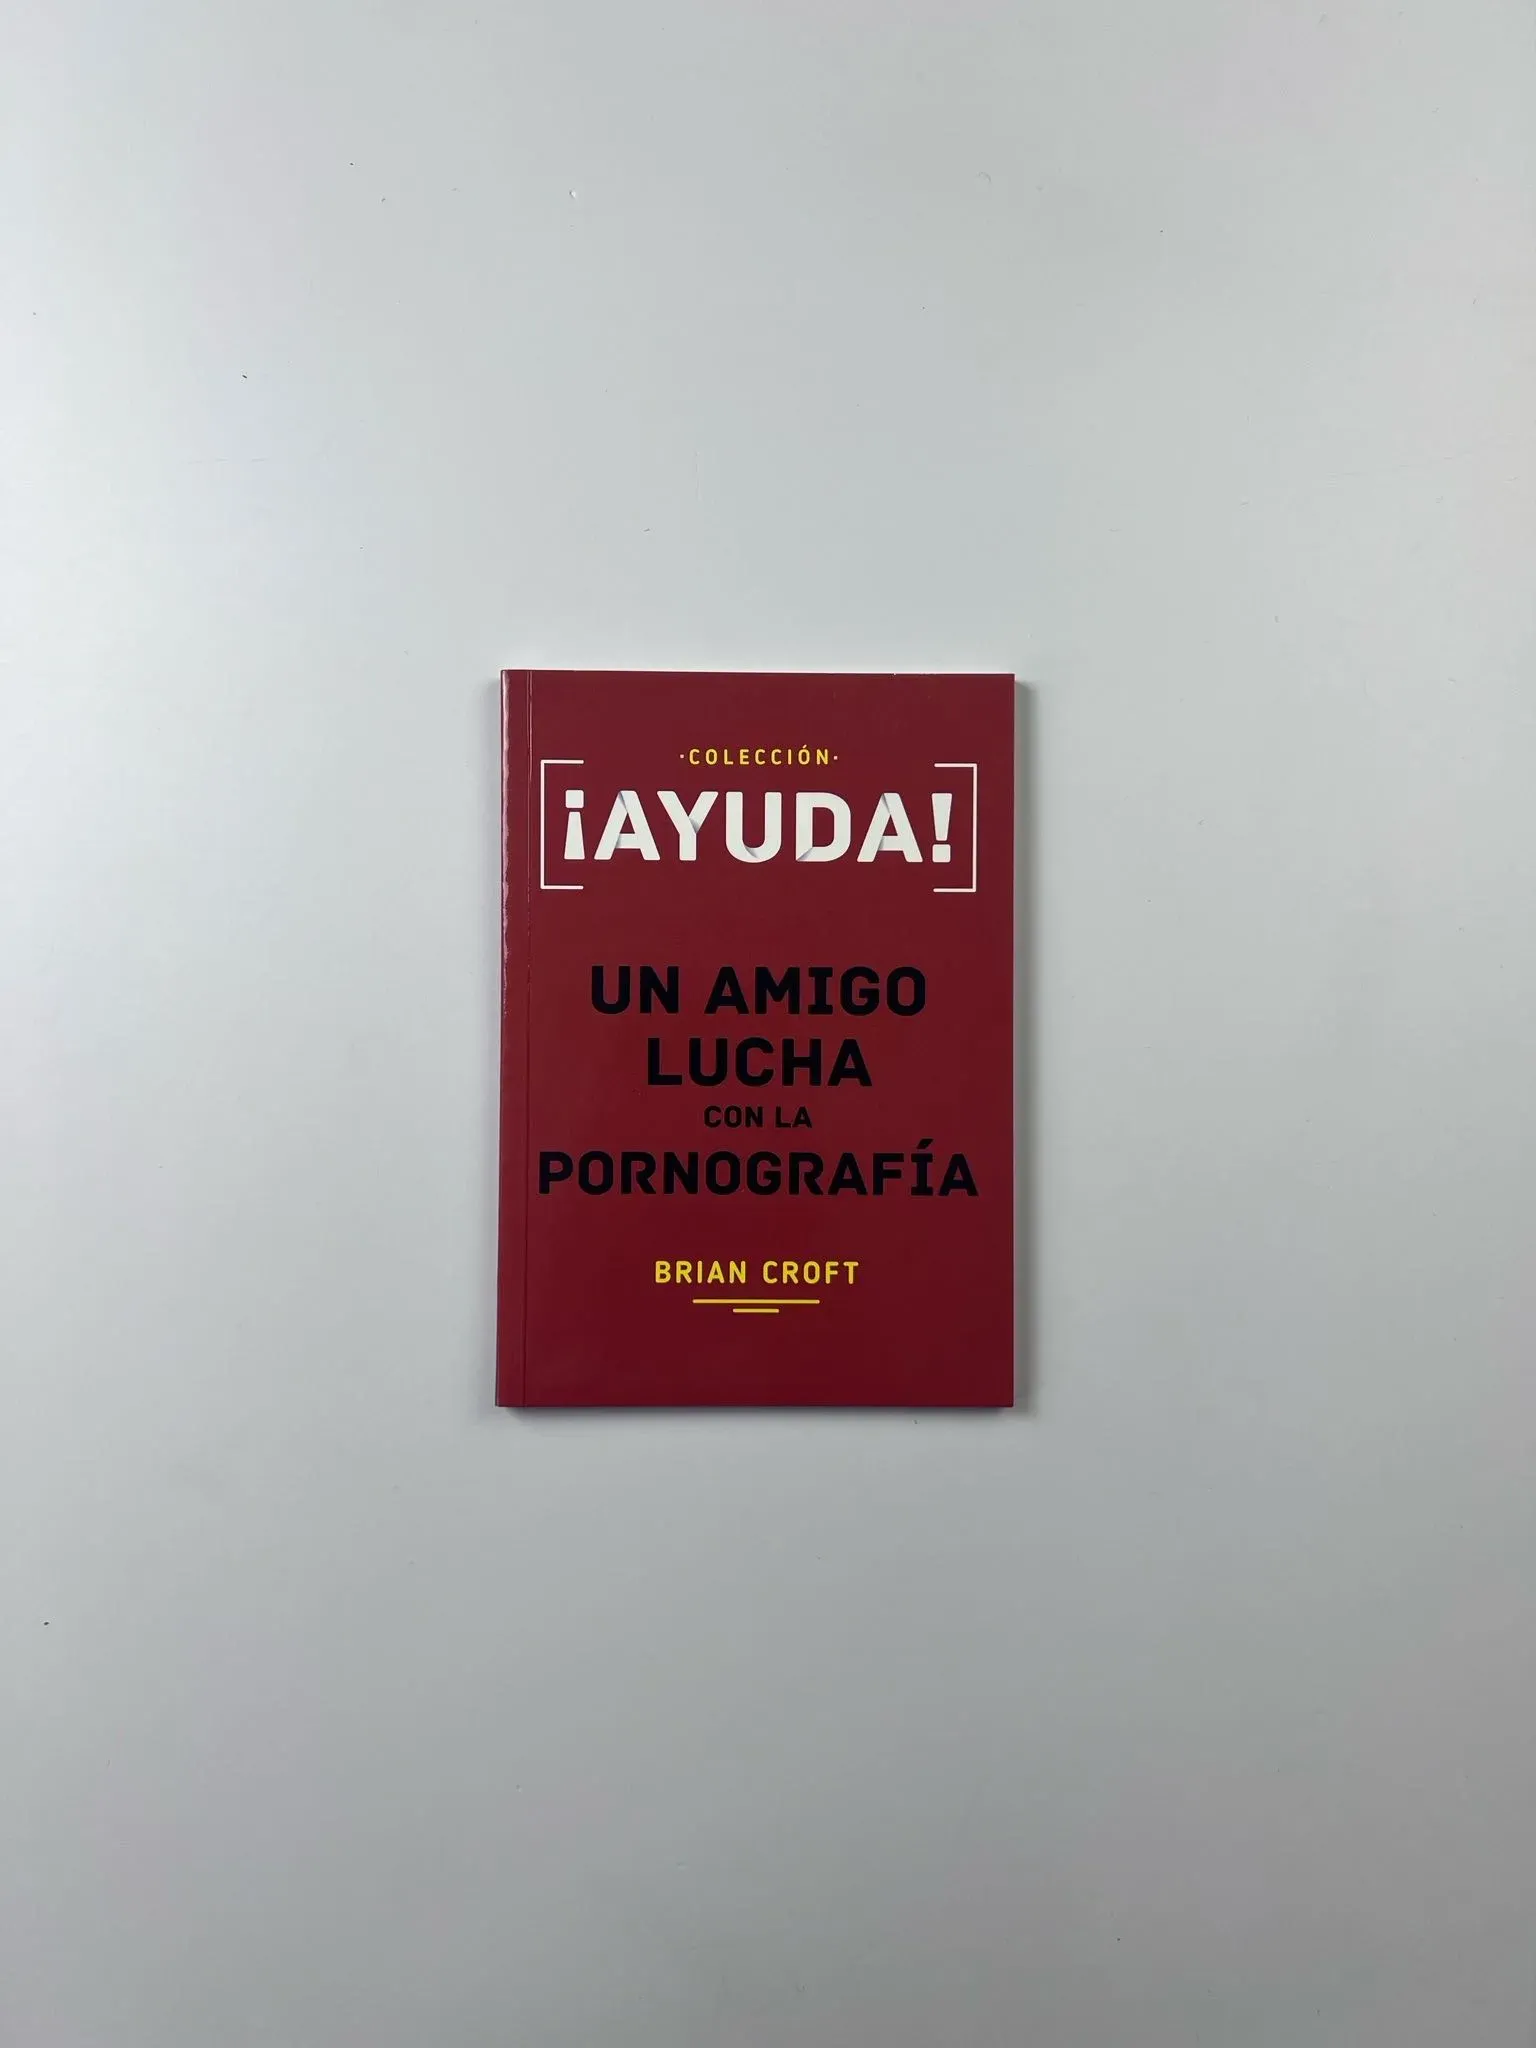 ·COLECCIÓN·
¡AYUDA!
UN AMIGO
LUCHA
CON LA
PORNOGRAFÍA
BRIAN CROFT